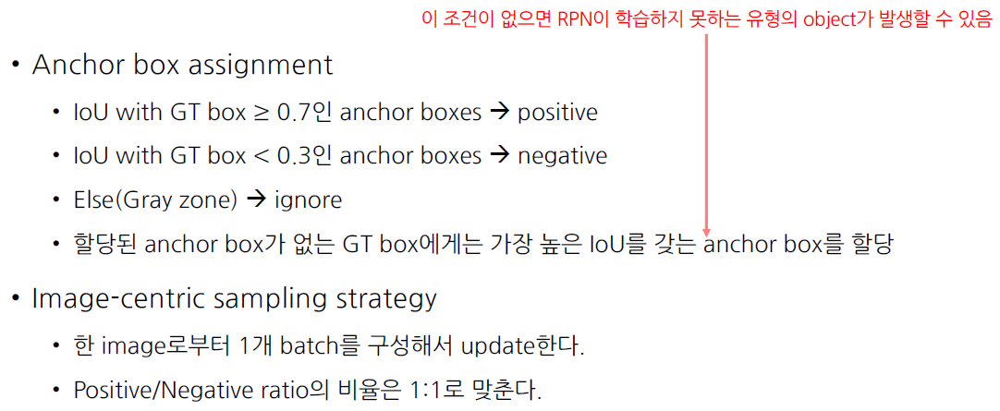 이 조건이 없으면 RPN이 학습하지 못하는 유형의 object가 발생할 수 있음
• Anchor box assignment
• IoU with GT box ≥ 0.7인 anchor boxes → positive
• IoU with GT box < 0.3인 anchor boxes → negative
• Else(Gray zone) → ignore
• 할당된 anchor box가 없는 GT box에게는 가장 높은 IoU를 갖는 anchor box를 할당
• Image-centric sampling strategy
• 한 image로부터 1개 batch를 구성해서 update한다.
• Positive/Negative ratio의 비율은 1:1로 맞춘다.